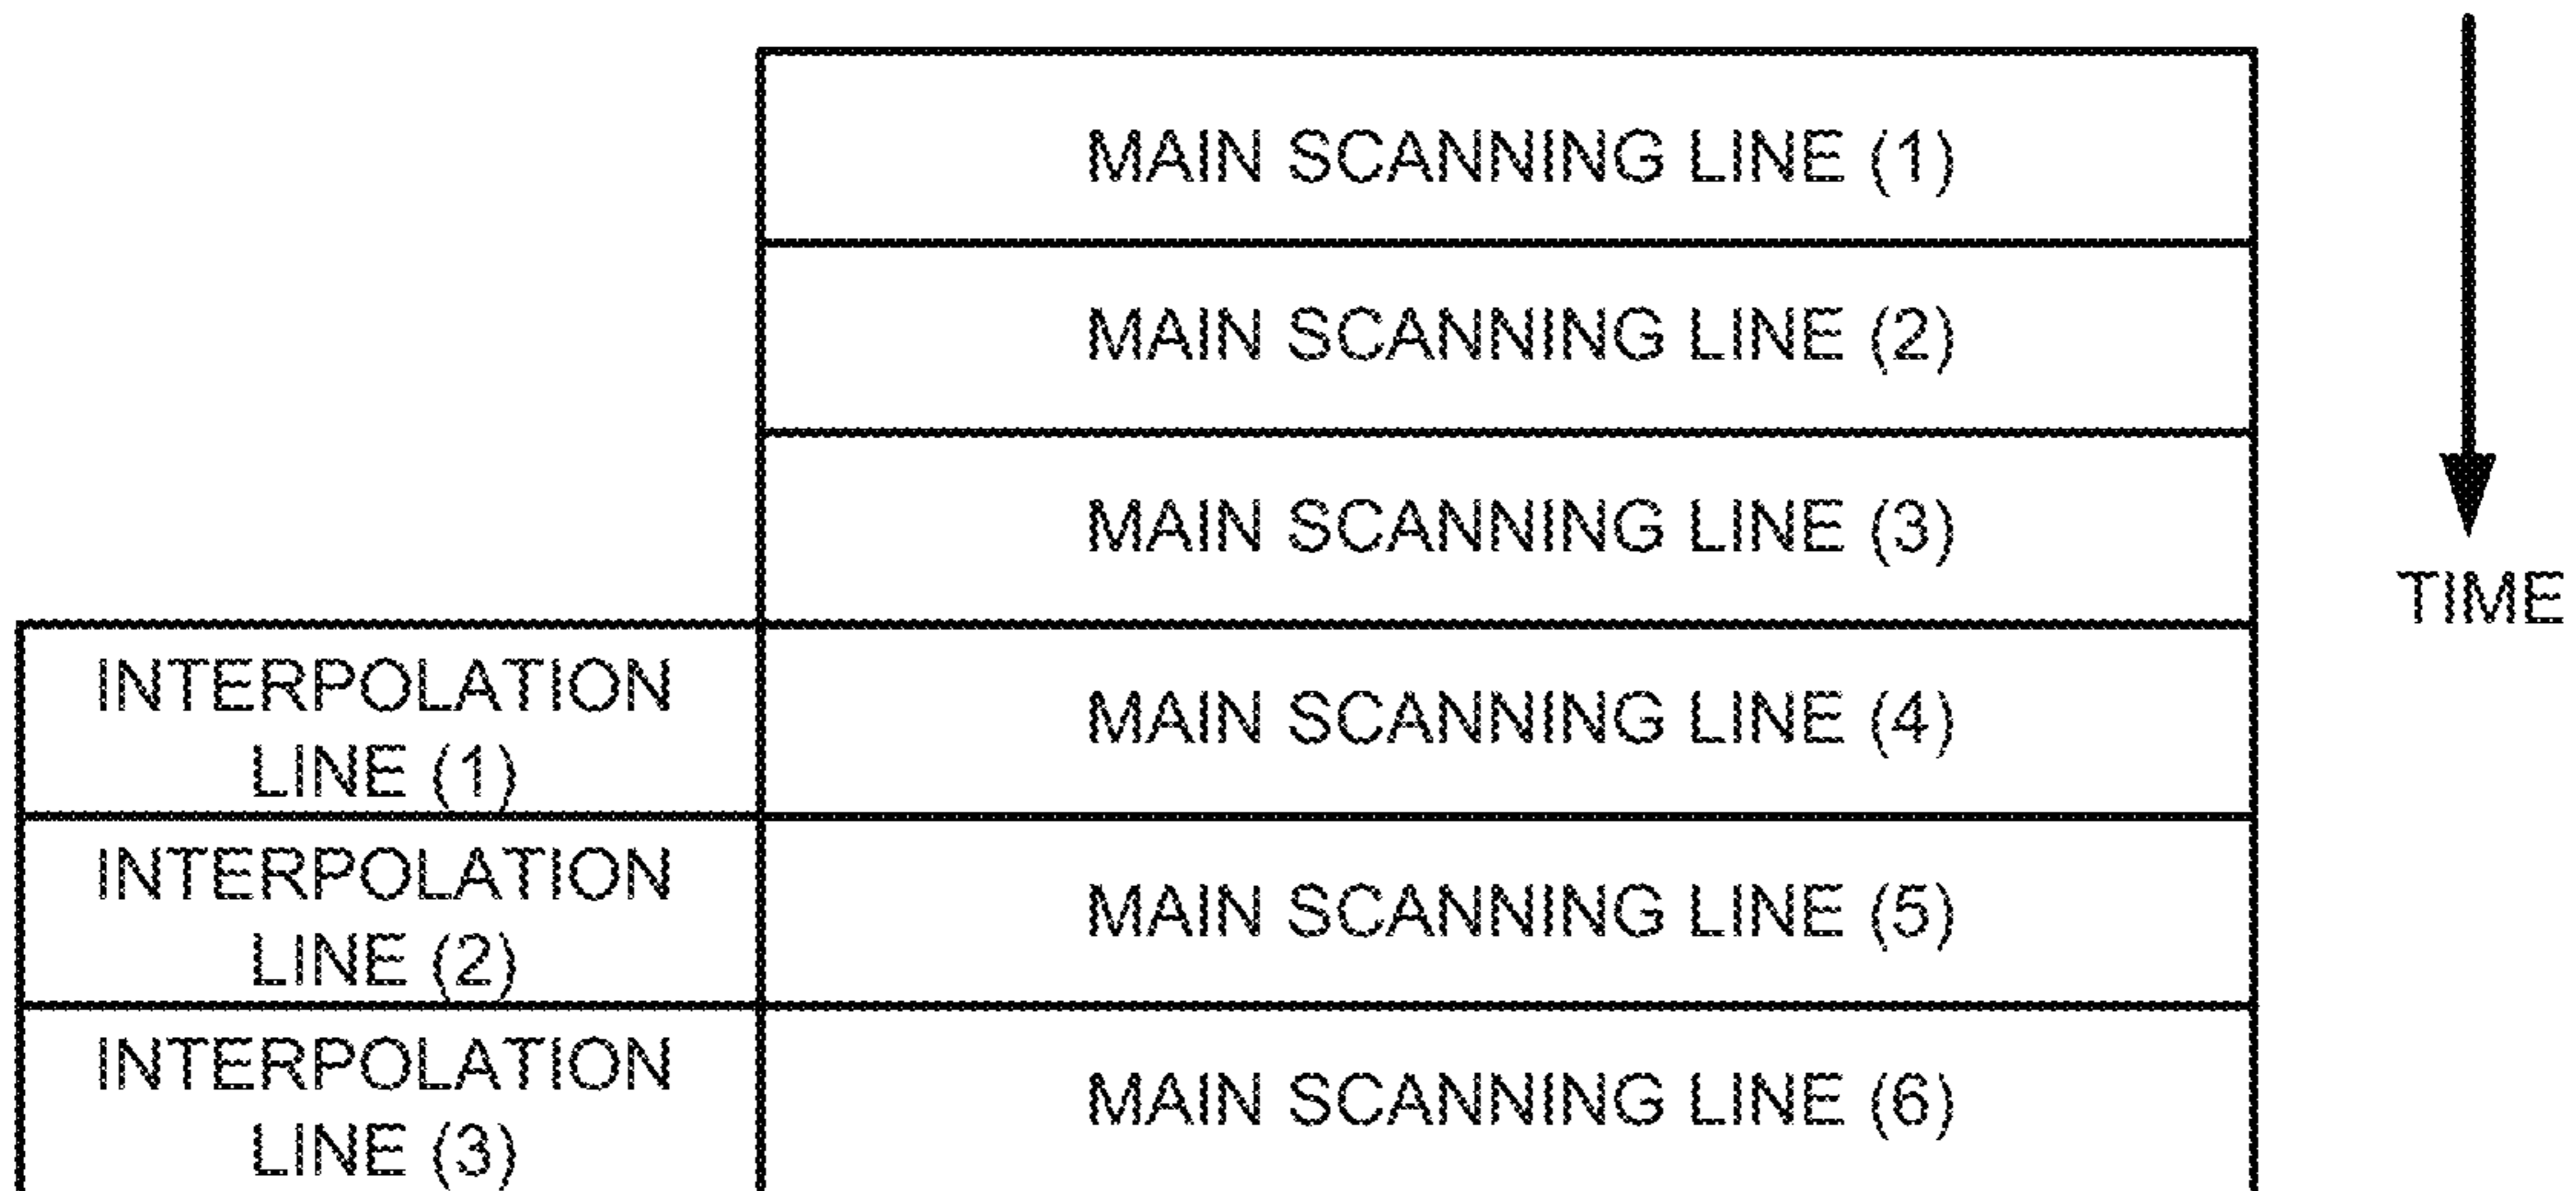 MAIN SCANNING LINE (1)
MAIN SCANNING LINE (2)
MAIN SCANNING LINE (3)
TIME
INTERPOLATION
LINE (1)
MAIN SCANNING LINE (4)
INTERPOLATION
LINE (2)
MAIN SCANNING LINE (5)
INTERPOLATION
LINE (3)
MAIN SCANNING LINE (6)